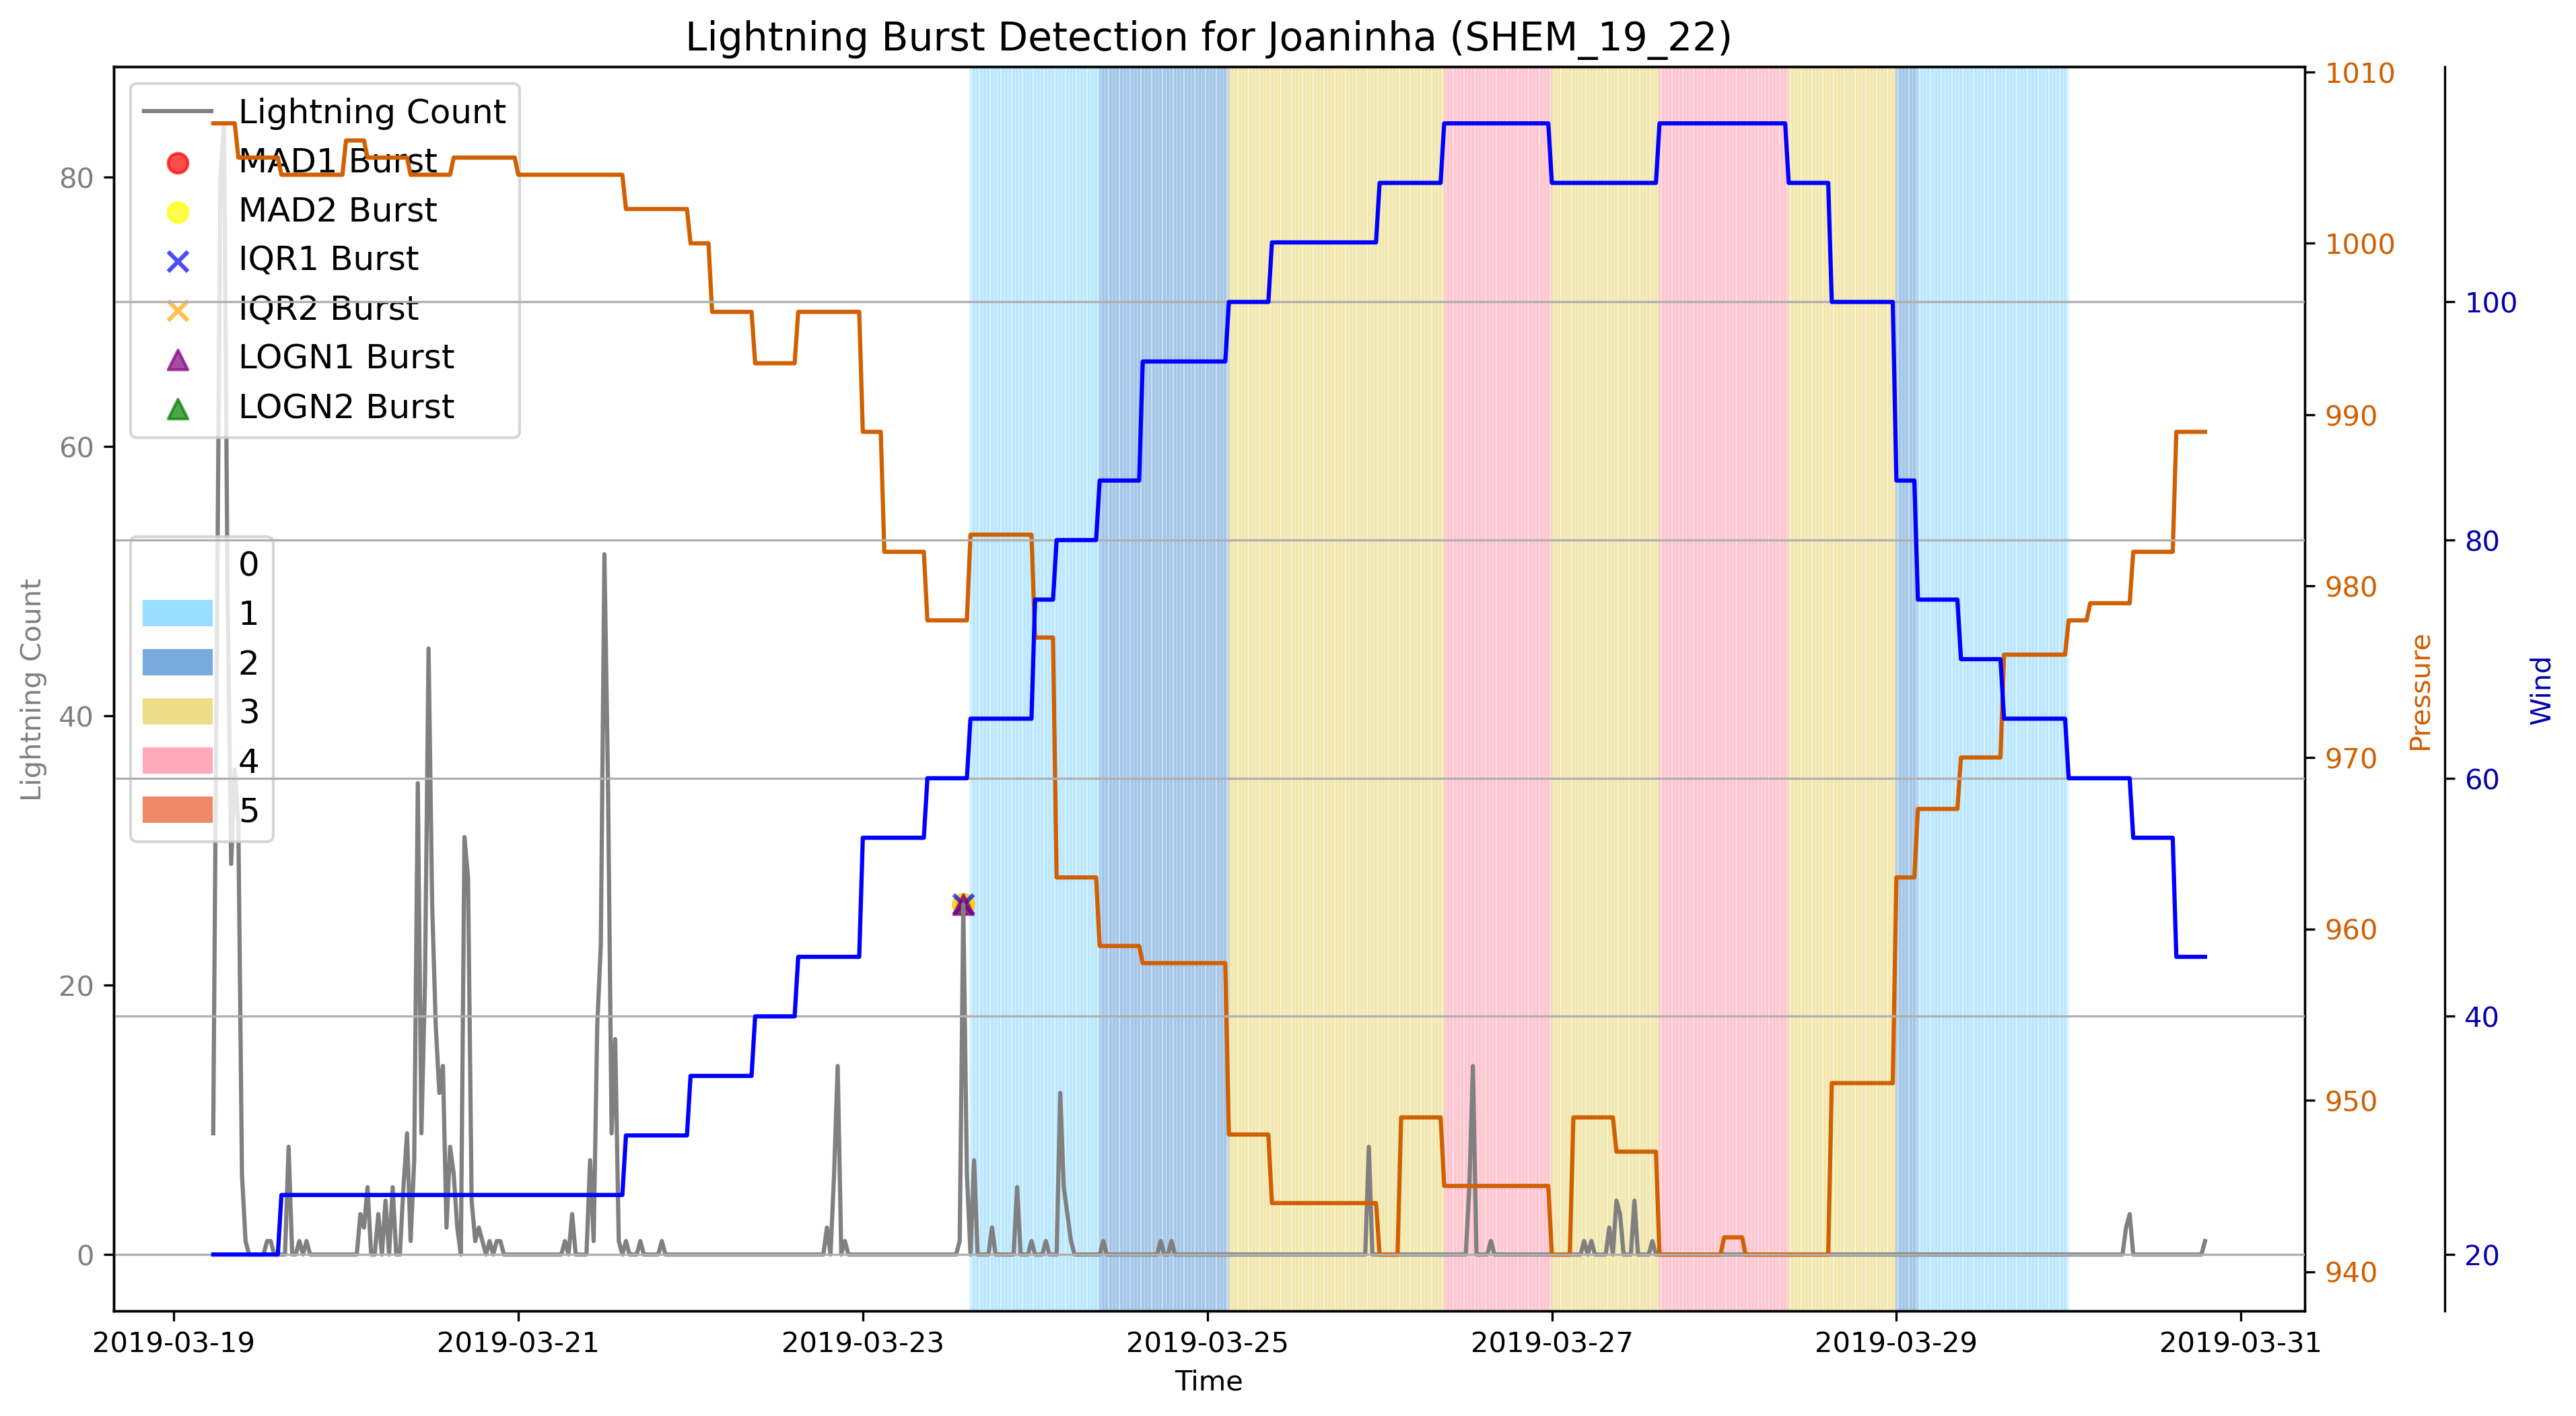 Lightning Burst Detection for Joaninha (SHEM_19_22)
Lightning Count
MAD1 Burst
MAD2 Burst
IQR1 Burst
IQR2 Burst
LOGN1 Burst
LOGN2 Burst
0
1
2
3
4
5
80
60
40
20
0
Lightning Count
1010
1000
990
980
970
960
950
940
Pressure
100
80
60
40
20
Wind
2019-03-19
2019-03-21
2019-03-23
2019-03-25
2019-03-27
2019-03-29
2019-03-31
Time